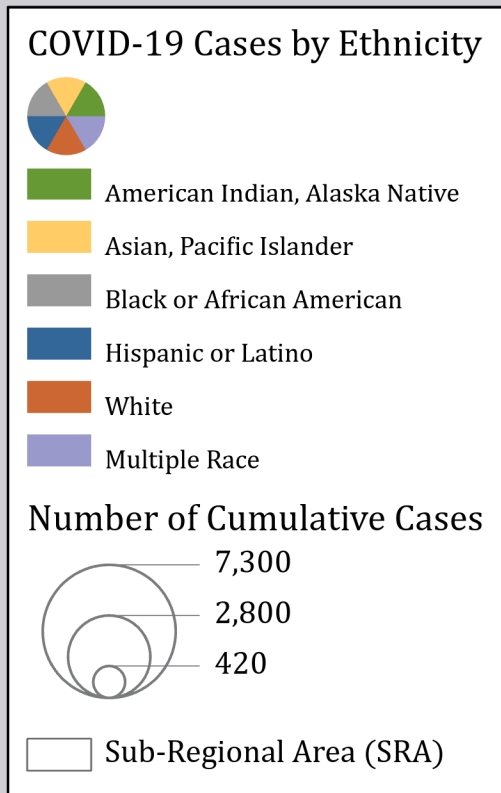 COVID-19 Cases by Ethnicity
American Indian, Alaska Native
Asian, Pacific Islander
Black or African American
Hispanic or Latino
White
Multiple Race
Number of Cumulative Cases
7,300
2,800
420
Sub-Regional Area (SRA)